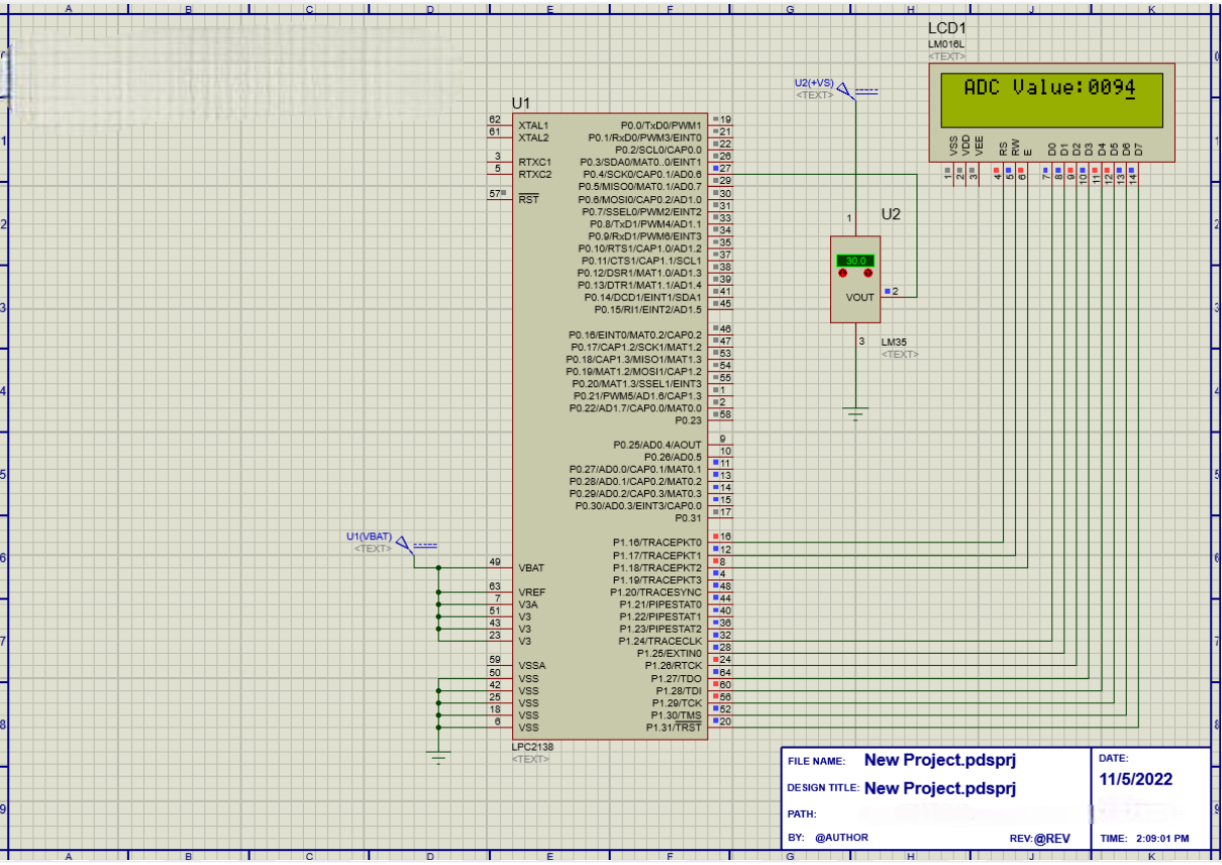 A B C D E F G H J K
LCD1
LM016L
<TEXT>
ADC Value:0094
VSS VDD VEE RS RW E D0 D1 D2 D3 D4 D5 D6 D7
1 2 3 4 5 6 7 8 9 10 11 12 13 14
U2(+VS)
<TEXT>
U1
62 XTAL1 P0.0/TxD0/PWM1 19
61 XTAL2 P0.1/RxD0/PWM3/EINT0 21
P0.2/SCL0/CAP0.0 22
3 RTXC1 P0.3/SDA0/MAT0..0/EINT1 26
5 RTXC2 P0.4/SCK0/CAP0.1/AD0.6 27
P0.5/MISO0/MAT0.1/AD0.7 29
57 RST P0.6/MOSI0/CAP0.2/AD1.0 30
P0.7/SSEL0/PWM2/EINT2 31
P0.8/TxD1/PWM4/AD1.1 33
P0.9/RxD1/PWM6/EINT3 34
P0.10/RTS1/CAP1.0/AD1.2 35
P0.11/CTS1/CAP1.1/SCL1 37
P0.12/DSR1/MAT1.0/AD1.3 38
P0.13/DTR1/MAT1.1/AD1.4 39
P0.14/DCD1/EINT1/SDA1 41
P0.15/RI1/EINT2/AD1.5 45
P0.16/EINT0/MAT0.2/CAP0.2 46
P0.17/CAP1.2/SCK1/MAT1.2 47
P0.18/CAP1.3/MISO1/MAT1.3 53
P0.19/MAT1.2/MOSI1/CAP1.2 54
P0.20/MAT1.3/SSEL1/EINT3 55
P0.21/PWM5/AD1.6/CAP1.3 1
P0.22/AD1.7/CAP0.0/MAT0.0 2
P0.23 58
P0.25/AD0.4/AOUT 9
P0.26/AD0.5 10
P0.27/AD0.0/CAP0.1/MAT0.1 11
P0.28/AD0.1/CAP0.2/MAT0.2 13
P0.29/AD0.2/CAP0.3/MAT0.3 14
P0.30/AD0.3/EINT3/CAP0.0 15
P0.31 17
P1.16/TRACEPKT0 16
P1.17/TRACEPKT1 12
49 VBAT P1.18/TRACEPKT2 8
P1.19/TRACEPKT3 4
63 VREF P1.20/TRACESYNC 48
7 V3A P1.21/PIPESTAT0 44
51 V3 P1.22/PIPESTAT1 40
43 V3 P1.23/PIPESTAT2 36
23 V3 P1.24/TRACECLK 32
P1.25/EXTIN0 28
59 VSSA P1.26/RTCK 24
50 VSS P1.27/TDO 64
42 VSS P1.28/TDI 60
25 VSS P1.29/TCK 56
18 VSS P1.30/TMS 52
6 VSS P1.31/TRST 20
LPC2138
<TEXT>
U1(VBAT)
<TEXT>
1
U2
30.0
VOUT 2
3
LM35
<TEXT>
FILE NAME: New Project.pdsprj
DESIGN TITLE: New Project.pdsprj
PATH:
BY: @AUTHOR REV:@REV
DATE:
11/5/2022
TIME: 2:09:01 PM
0 1 2 3 4 5 6 7 8 9
0 1 2 3 4 5 6 7 8 9
A B C D E F G H J K